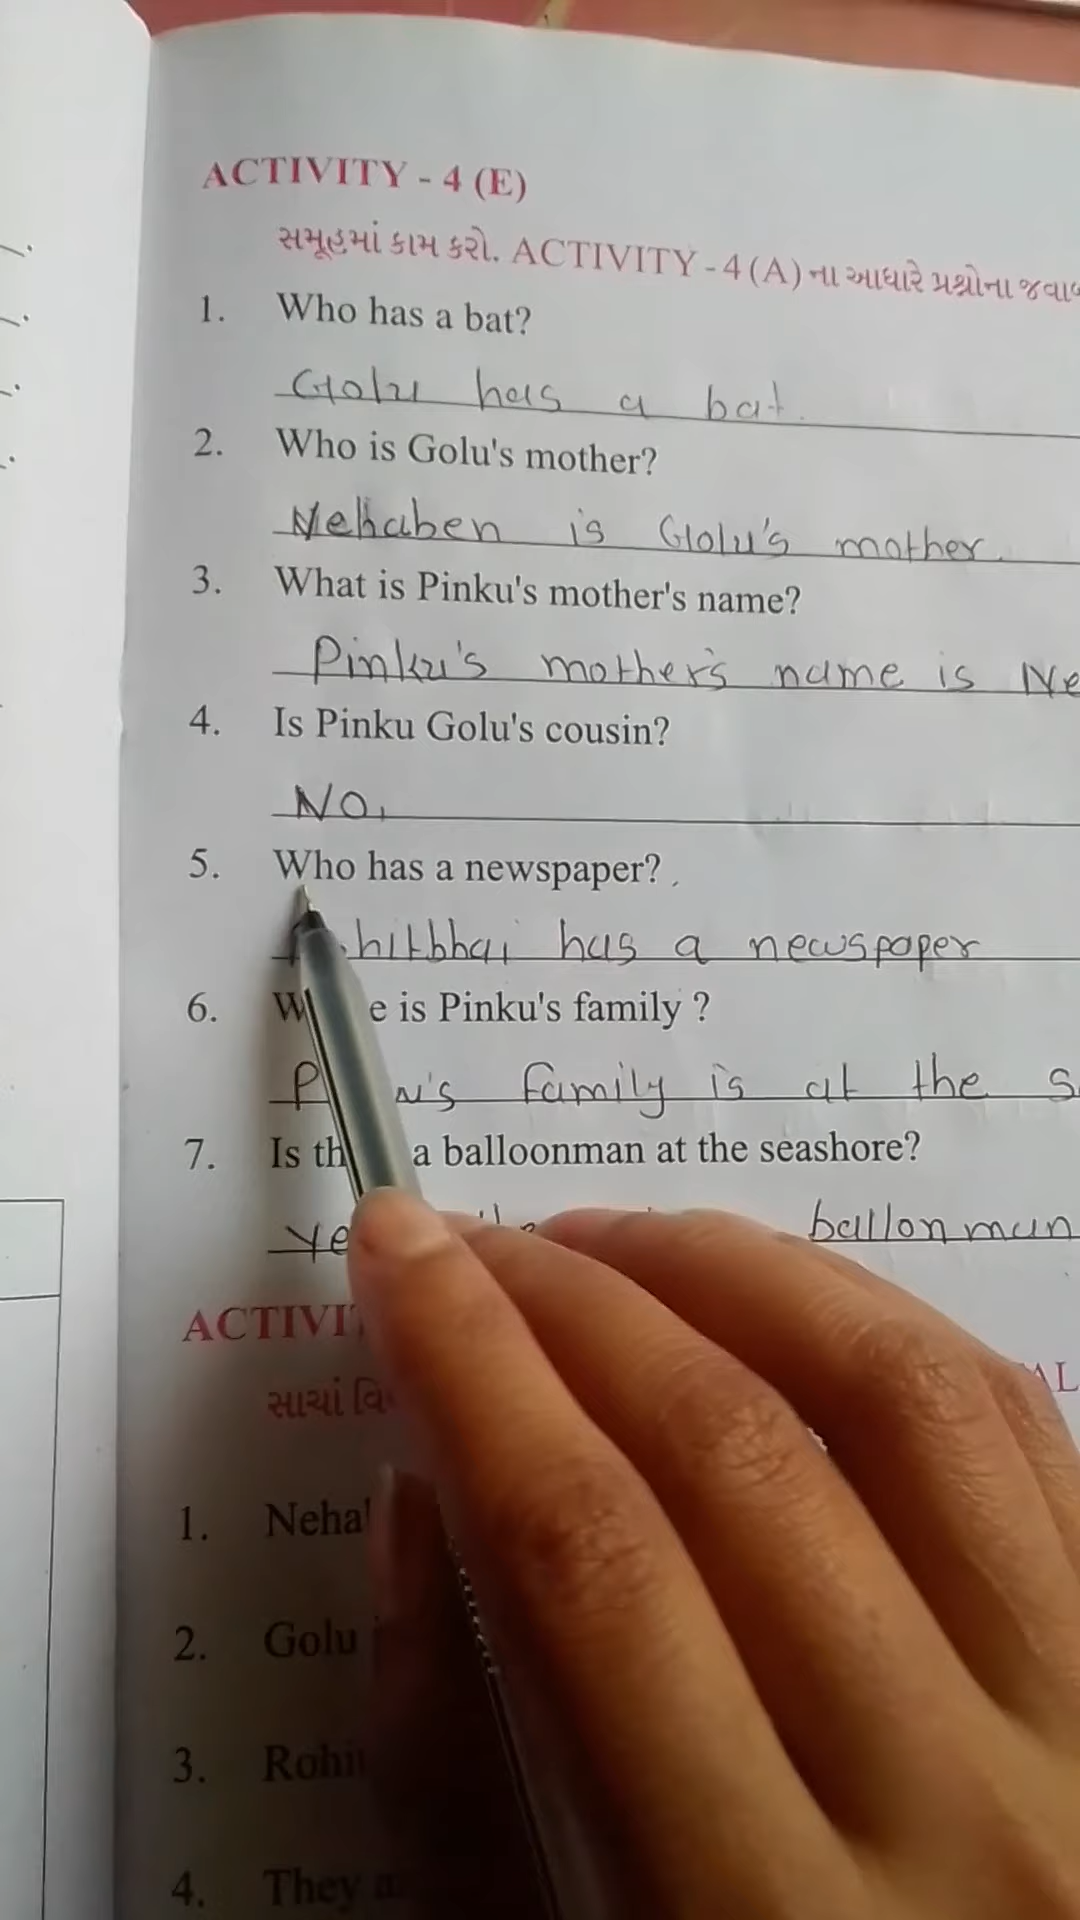 ACTIVITY - 4 (E)
સમૂહમાં કામ કરો. ACTIVITY - 4 (A) ના આધારે પ્રશ્નોના
1. Who has a bat?
Golu has a bat.
2. Who is Golu's mother?
Nehaben is Golu's mother.
3. What is Pinku's mother's name?
Pinku's mother's name is Ne
4. Is Pinku Golu's cousin?
No,
5. Who has a newspaper?
hitbhai has a newspaper
6. is Pinku's family ?
family is at the
7. Is a balloonman at the seashore?
ballonman
ACTIVI
સાચાં
1. Neha
2. Golu
3. Rohi
4. They